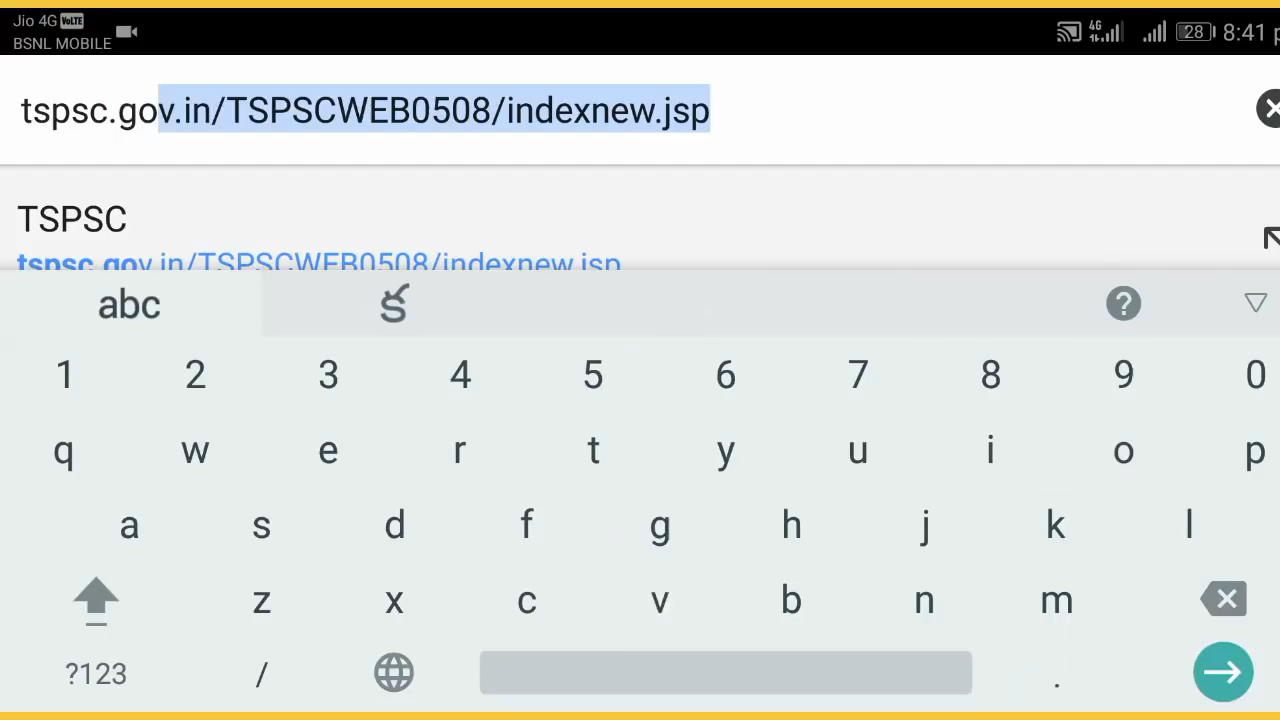 Jio 4G VoLTE
BSNL MOBILE
4G
28
8:41
tspsc.gov.in/TSPSCWEB0508/indexnew.jsp
TSPSC
tspsc.gov.in/TSPSCWEB0508/indexnew.jsp
abc
క
?
1 2 3 4 5 6 7 8 9 0
q w e r t y u i o p
a s d f g h j k l
z x c v b n m
?123 / .